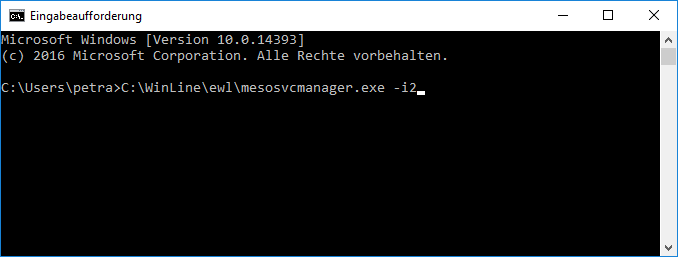 Eingabeaufforderung
Microsoft Windows [Version 10.0.14393]
(c) 2016 Microsoft Corporation. Alle Rechte vorbehalten.
C:\Users\petra>C:\WinLine\ewl\mesosvcmanager.exe -i2